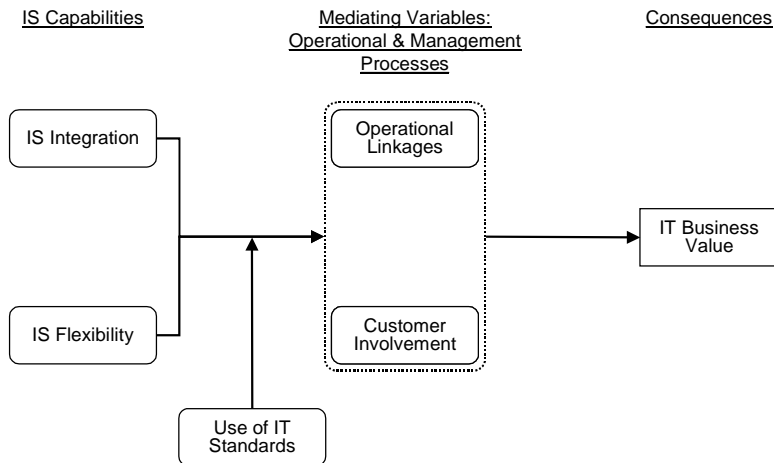 IS Capabilities
Mediating Variables:
Operational & Management
Processes
Consequences
IS Integration
Operational
Linkages
IT Business
Value
IS Flexibility
Customer
Involvement
Use of IT
Standards